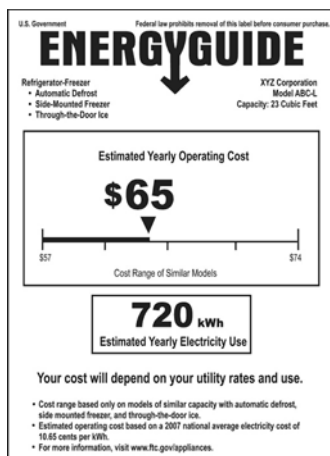 U.S. Government Federal law prohibits removal of this label before consumer purchase.
ENERGYGUIDE
Refrigerator-Freezer
• Automatic Defrost
• Side-Mounted Freezer
• Through-the-Door Ice
XYZ Corporation
Model ABC-L
Capacity: 23 Cubic Feet
Estimated Yearly Operating Cost
$65
$57 $74
Cost Range of Similar Models
720 kWh
Estimated Yearly Electricity Use
Your cost will depend on your utility rates and use.
• Cost range based only on models of similar capacity with automatic defrost,
side mounted freezer, and through-the-door ice.
• Estimated operating cost based on a 2007 national average electricity cost of
10.65 cents per kWh.
• For more information, visit www.ftc.gov/appliances.